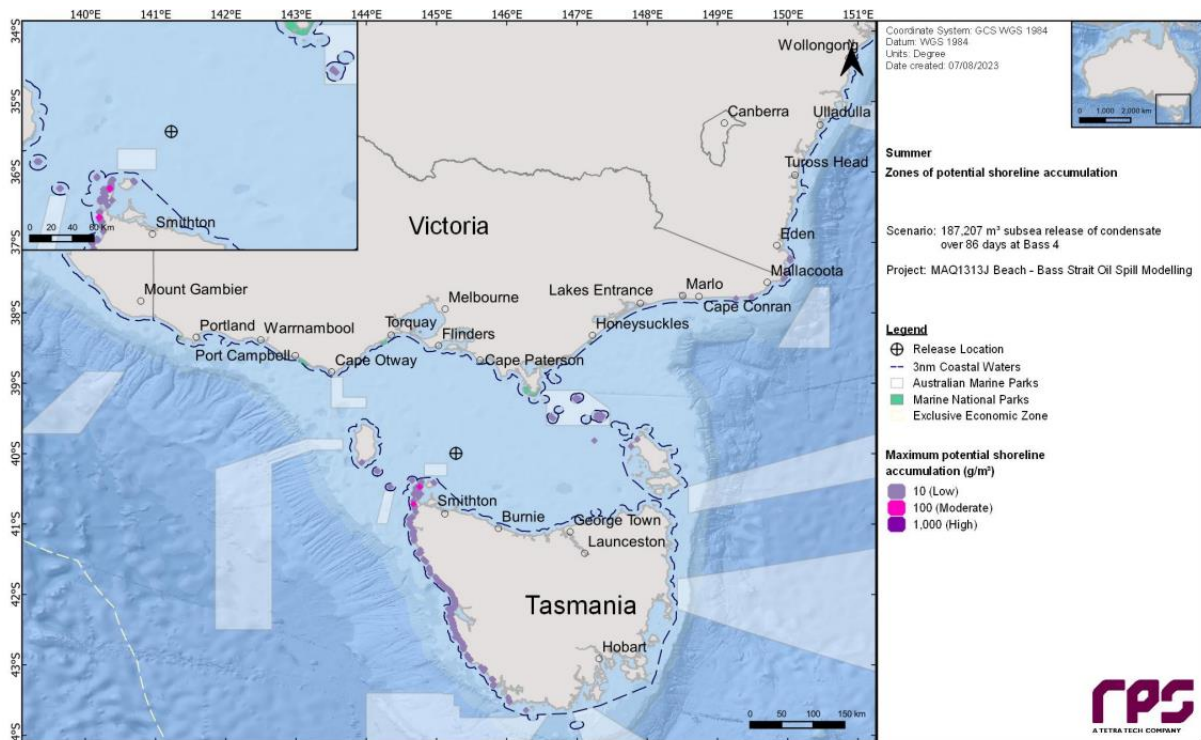 140°E
141°E
142°E
143°E
144°E
145°E
146°E
147°E
148°E
149°E
150°E
151°E
34°S
35°S
36°S
37°S
38°S
39°S
40°S
41°S
42°S
43°S
4°S
Smithton
0 20 40 60 Km
Wollongong
Canberra
Ulladulla
Tuross Head
Victoria
Eden
Mallacoota
Mount Gambier
Melbourne
Lakes Entrance
Marlo
Cape Conran
Portland
Warrnambool
Torquay
Flinders
Honeysuckles
Port Campbell
Cape Otway
Cape Paterson
Smithton
Burnie
George Town
Launceston
Tasmania
Hobart
0 50 100 150 km
Coordinate System: GCS WGS 1984
Datum: WGS 1984
Units: Degree
Date created: 07/08/2023
0 1,000 2,000 km
Summer
Zones of potential shoreline accumulation
Scenario: 187,207 m³ subsea release of condensate
over 86 days at Bass 4
Project: MAQ1313J Beach - Bass Strait Oil Spill Modelling
Legend
Release Location
3nm Coastal Waters
Australian Marine Parks
Marine National Parks
Exclusive Economic Zone
Maximum potential shoreline
accumulation (g/m²)
10 (Low)
100 (Moderate)
1,000 (High)
rps
A TETRA TECH COMPANY